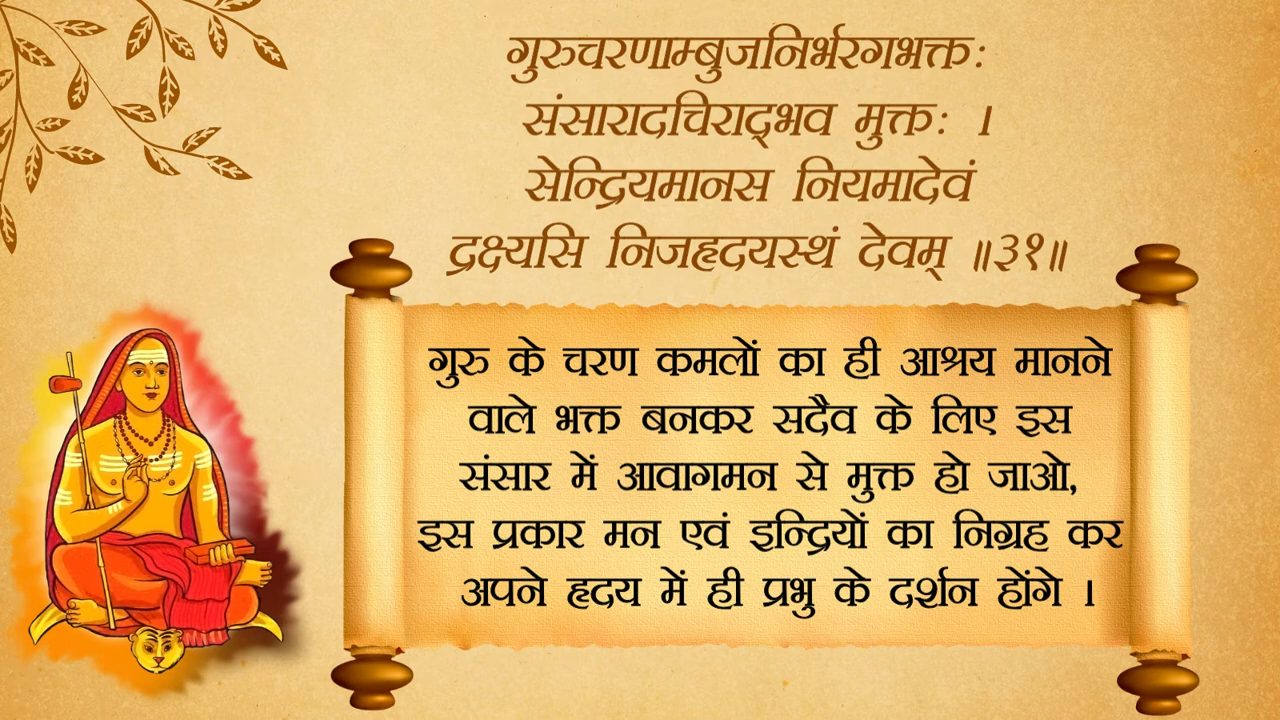 गुरुचरणाम्बुजनिर्भरगभक्तः
संसारादचिराद्भव मुक्तः ।
सेन्द्रियमानस नियमादेवं
द्रक्ष्यसि निजहृदयस्थं देवम् ॥३१॥
गुरु के चरण कमलों का ही आश्रय मानने
वाले भक्त बनकर सदैव के लिए इस
संसार में आवागमन से मुक्त हो जाओ,
इस प्रकार मन एवं इन्द्रियों का निग्रह कर
अपने हृदय में ही प्रभु के दर्शन होंगे ।